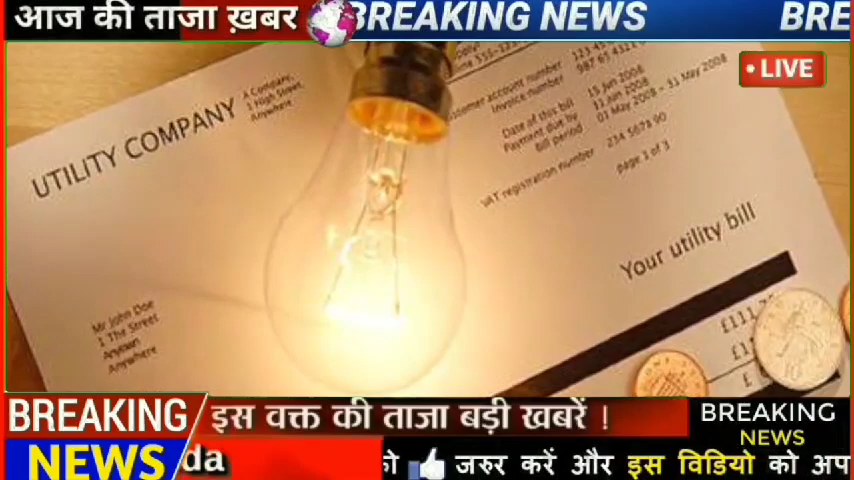 आज की ताजा ख़बर BREAKING NEWS BRE
LIVE
UTILITY COMPANY
A Company,
1 High Street,
Anywhere
Customer account number
Invoice number
Date of this bill 15 Jun 2008
Payment due by 11 Jun 2008
Bill period 01 May 2008 - 31 May 2008
VAT registration number 234 5678 90
page 1 of 3
Your utility bill
Mr John Doe
1 The Street
Anytown
Anywhere
BREAKING
NEWS
इस वक्त की ताजा बड़ी खबरें !
BREAKING
NEWS
da
को जरुर करें और इस विडियो को अप